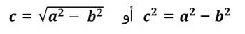 c = √(a² − b²) أو c² = a² − b²